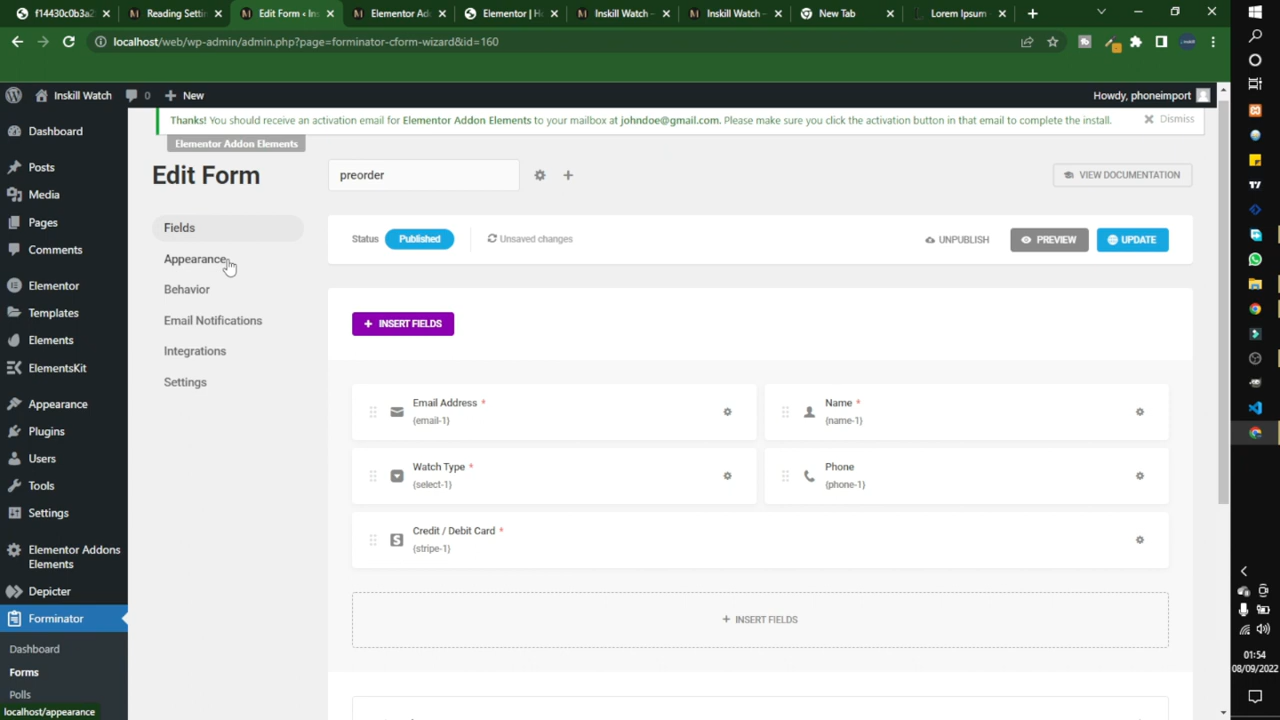 f14430c0b3a2
Reading Settin
Edit Form ‹ Ins
Elementor Ad
Elementor | H
Inskill Watch –
Inskill Watch –
New Tab
Lorem Ipsum –
localhost/web/wp-admin/admin.php?page=forminator-cform-wizard&id=160
Inskill Watch
0
New
Howdy, phoneimport
Thanks! You should receive an activation email for Elementor Addon Elements to your mailbox at johndoe@gmail.com. Please make sure you click the activation button in that email to complete the install.
Dismiss
Elementor Addon Elements
Dashboard
Posts
Media
Pages
Comments
Elementor
Templates
Elements
ElementsKit
Appearance
Plugins
Users
Tools
Settings
Elementor Addons
Elements
Depicter
Forminator
Dashboard
Forms
Polls
localhost/appearance
Edit Form
preorder
VIEW DOCUMENTATION
Fields
Appearance
Behavior
Email Notifications
Integrations
Settings
Status Published Unsaved changes
UNPUBLISH PREVIEW UPDATE
+ INSERT FIELDS
Email Address *
(email-1)
Name *
(name-1)
Watch Type *
(select-1)
Phone
(phone-1)
Credit / Debit Card *
(stripe-1)
+ INSERT FIELDS
01:54
08/09/2022